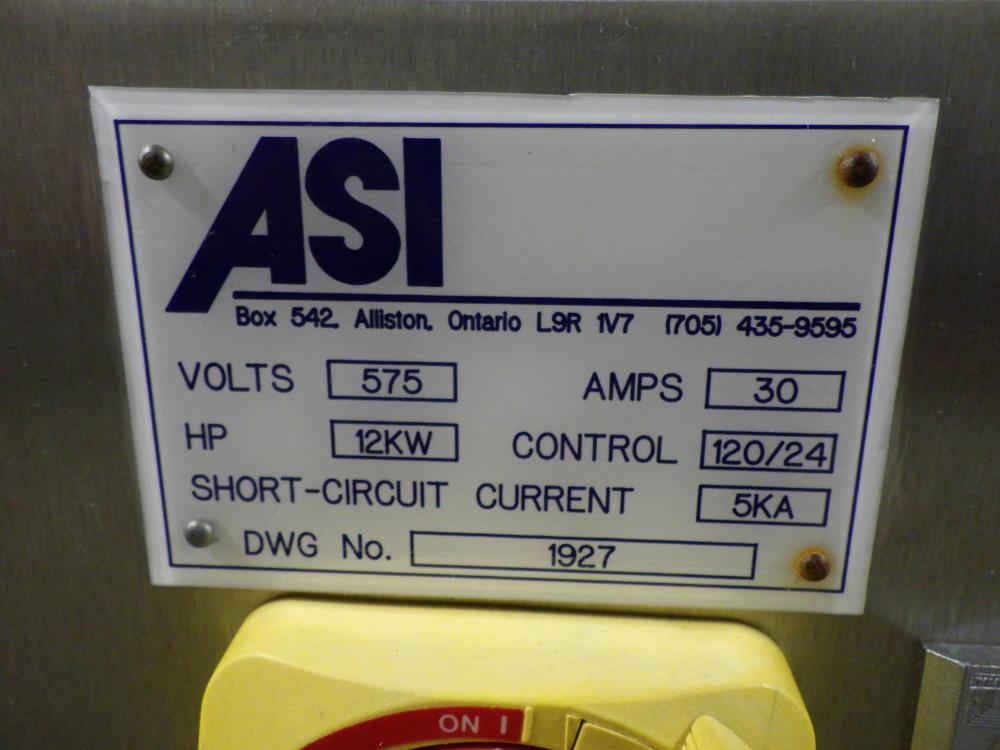 ASI
Box 542, Alliston, Ontario L9R 1V7 (705) 435-9595
VOLTS 575 AMPS 30
HP 12KW CONTROL 120/24
SHORT-CIRCUIT CURRENT 5KA
DWG No. 1927
ON I